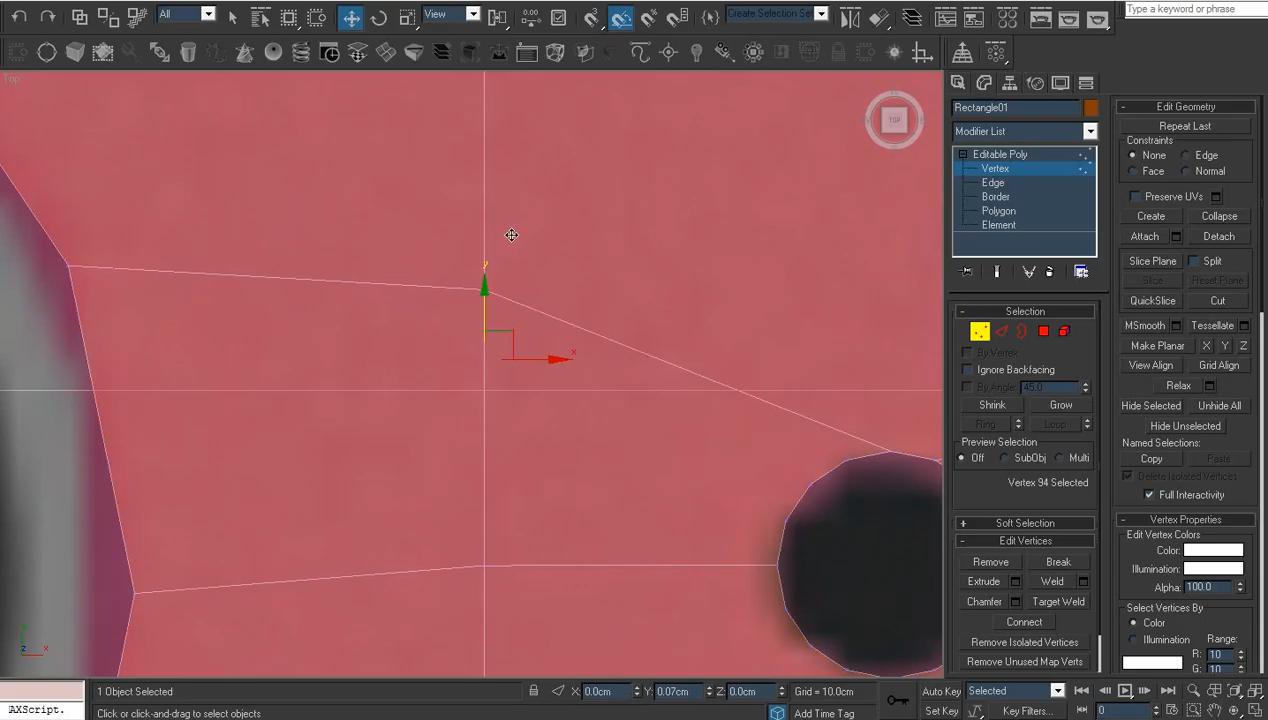 All
View
Create Selection Set
Type a keyword or phrase
Top
TOP
y
x
Rectangle01
Modifier List
Editable Poly
Vertex
Edge
Border
Polygon
Element
Selection
By Vertex
Ignore Backfacing
By Angle: 45.0
Shrink
Grow
Ring
Loop
Preview Selection
Off
SubObj
Multi
Vertex 94 Selected
Soft Selection
Edit Vertices
Remove
Break
Extrude
Weld
Chamfer
Target Weld
Connect
Remove Isolated Vertices
Remove Unused Map Verts
Edit Geometry
Repeat Last
Constraints
None
Edge
Face
Normal
Preserve UVs
Create
Collapse
Attach
Detach
Slice Plane
Split
Slice
Reset Plane
QuickSlice
Cut
MSmooth
Tessellate
Make Planar
X
Y
Z
View Align
Grid Align
Relax
Hide Selected
Unhide All
Hide Unselected
Named Selections:
Copy
Paste
Delete Isolated Vertices
Full Interactivity
Vertex Properties
Edit Vertex Colors
Color:
Illumination:
Alpha: 100.0
Select Vertices By
Color
Illumination
Range:
R: 10
G: 10
z
x
1 Object Selected
X: 0.0cm
Y: 0.07cm
Z: 0.0cm
Grid = 10.0cm
Auto Key
Selected
AXScript.
Click or click-and-drag to select objects
Add Time Tag
Set Key
Key Filters...
0